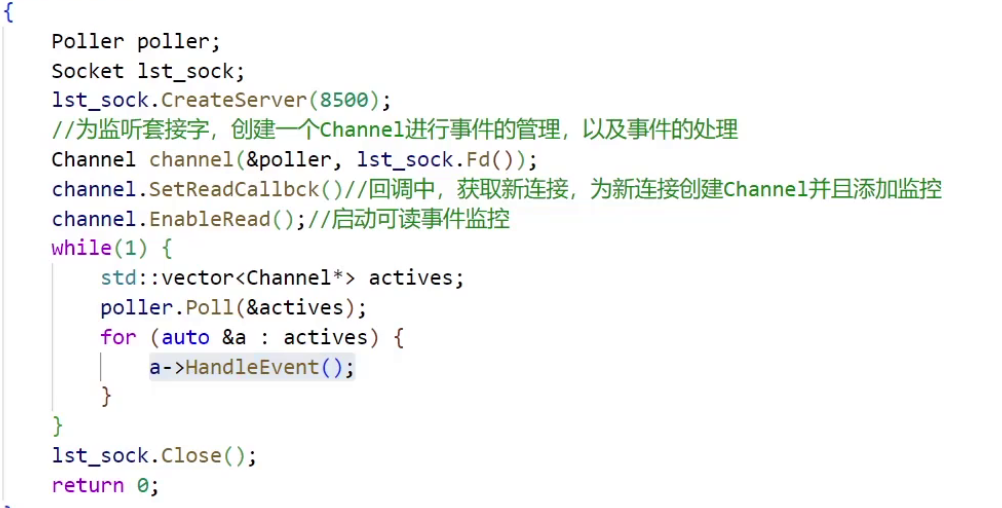 {
Poller poller;
Socket lst_sock;
lst_sock.CreateServer(8500);
//为监听套接字，创建一个Channel进行事件的管理，以及事件的处理
Channel channel(&poller, lst_sock.Fd());
channel.SetReadCallbck()//回调中，获取新连接，为新连接创建Channel并且添加监控
channel.EnableRead();//启动可读事件监控
while(1) {
std::vector<Channel*> actives;
poller.Poll(&actives);
for (auto &a : actives) {
a->HandleEvent();
}
}
lst_sock.Close();
return 0;